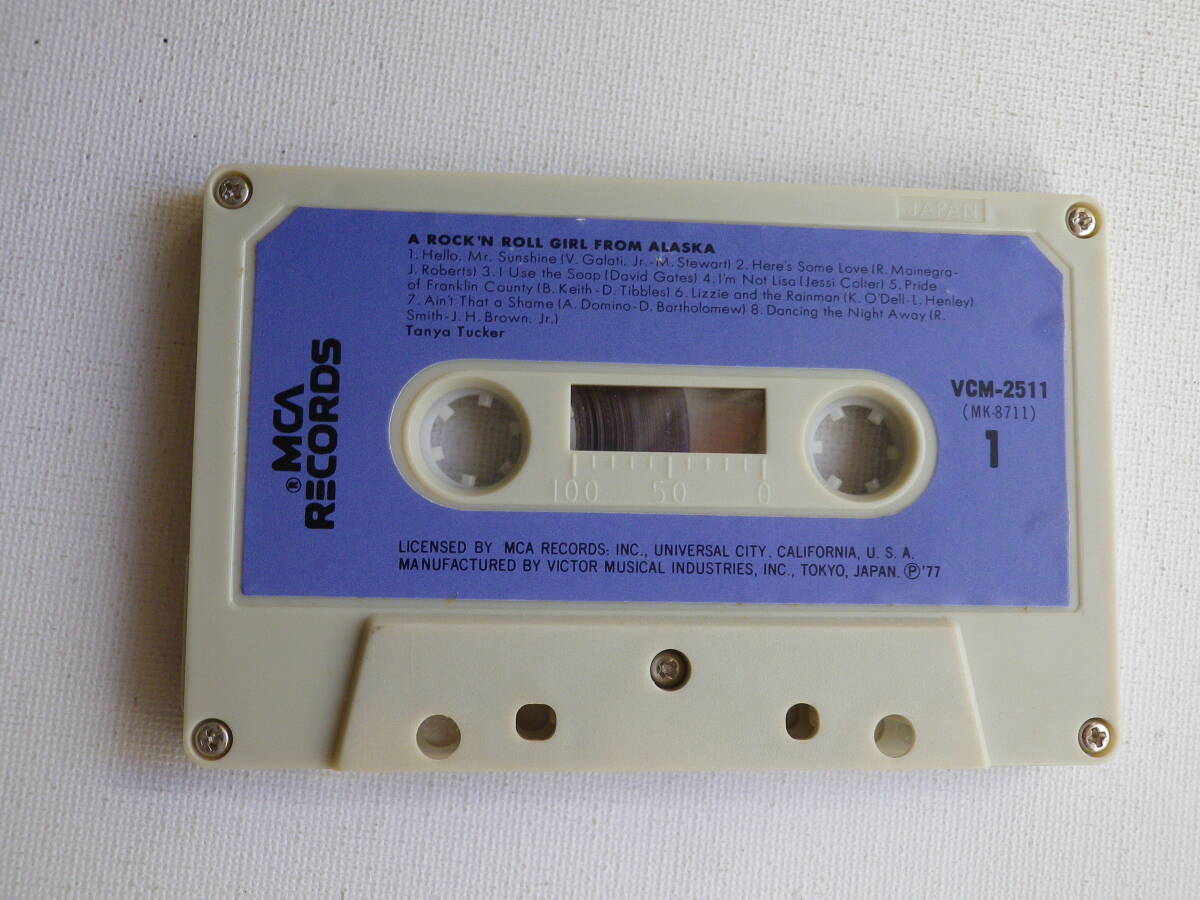 JAPAN
A ROCK'N ROLL GIRL FROM ALASKA
1. Hello, Mr. Sunshine (V. Galati, Jr.-M. Stewart) 2. Here's Some Love (R. Mainegra-
J. Roberts) 3. I Use the Soap (David Gates) 4. I'm Not Lisa (Jessi Colter) 5. Pride
of Franklin County (B. Keith-D. Tibbles) 6. Lizzie and the Rainman (K. O'Dell-L. Henley)
7. Ain't That a Shame (A. Domino-D. Bartholomew) 8. Dancing the Night Away (R.
Smith-J. H. Brown, Jr.)
Tanya Tucker
® MCA
RECORDS
VCM-2511
(MK-8711)
1
100 50 0
LICENSED BY MCA RECORDS: INC., UNIVERSAL CITY. CALIFORNIA, U. S. A.
MANUFACTURED BY VICTOR MUSICAL INDUSTRIES, INC., TOKYO, JAPAN. Ⓟ'77